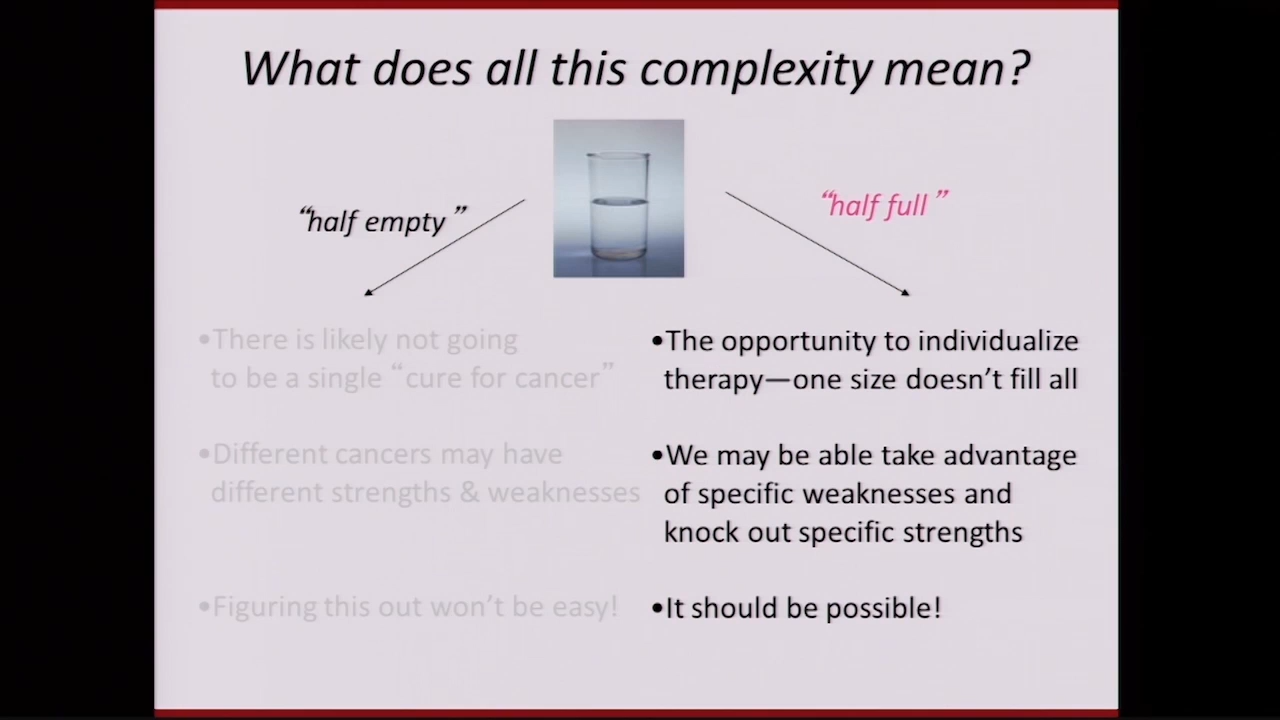 What does all this complexity mean?
“half empty”
“half full”
•There is likely not going
to be a single “cure for cancer”
•Different cancers may have
different strengths & weaknesses
•Figuring this out won’t be easy!
•The opportunity to individualize
therapy—one size doesn’t fill all
•We may be able take advantage
of specific weaknesses and
knock out specific strengths
•It should be possible!